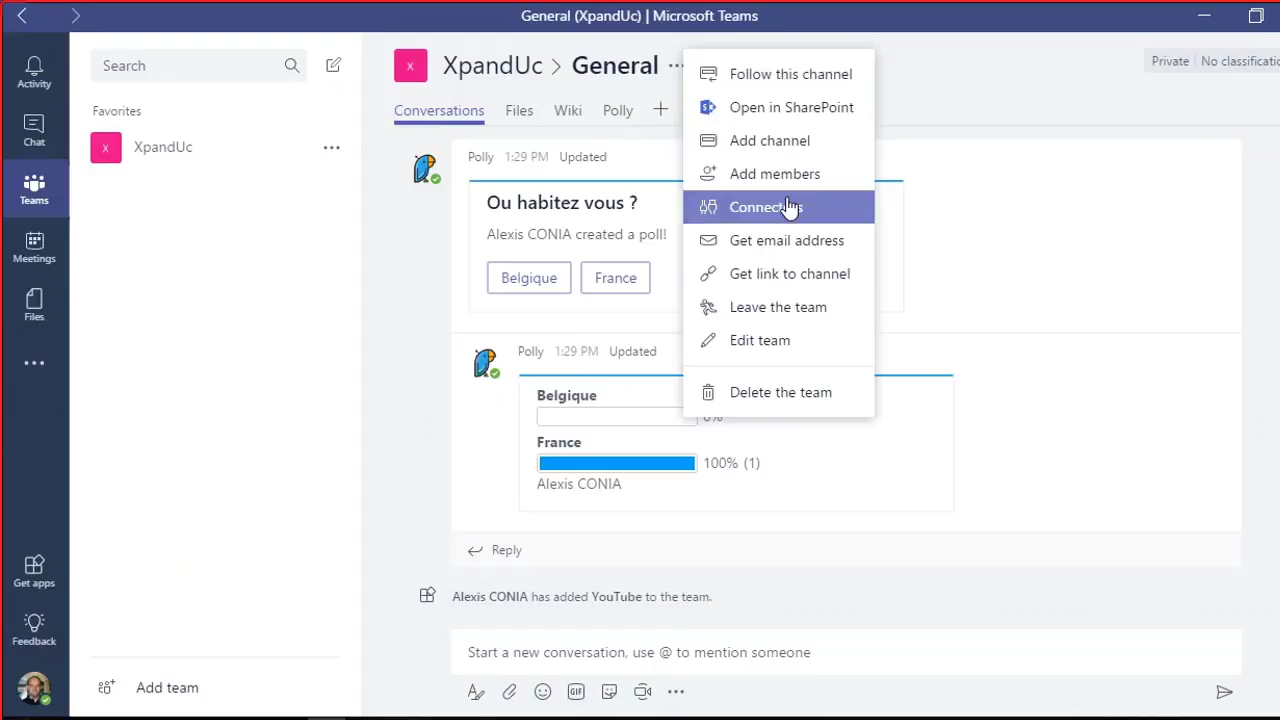 General (XpandUc) | Microsoft Teams
Activity
Chat
Teams
Meetings
Files
Get apps
Feedback
Search
Favorites
x XpandUc
Add team
x XpandUc > General
Private No classificatio
Conversations Files Wiki Polly
Follow this channel
Open in SharePoint
Add channel
Add members
Get email address
Get link to channel
Leave the team
Edit team
Delete the team
Polly 1:29 PM Updated
Ou habitez vous ?
Alexis CONIA created a poll!
Belgique France
Polly 1:29 PM Updated
Belgique
0%
France
100% (1)
Alexis CONIA
Reply
Alexis CONIA has added YouTube to the team.
Start a new conversation, use @ to mention someone
GIF